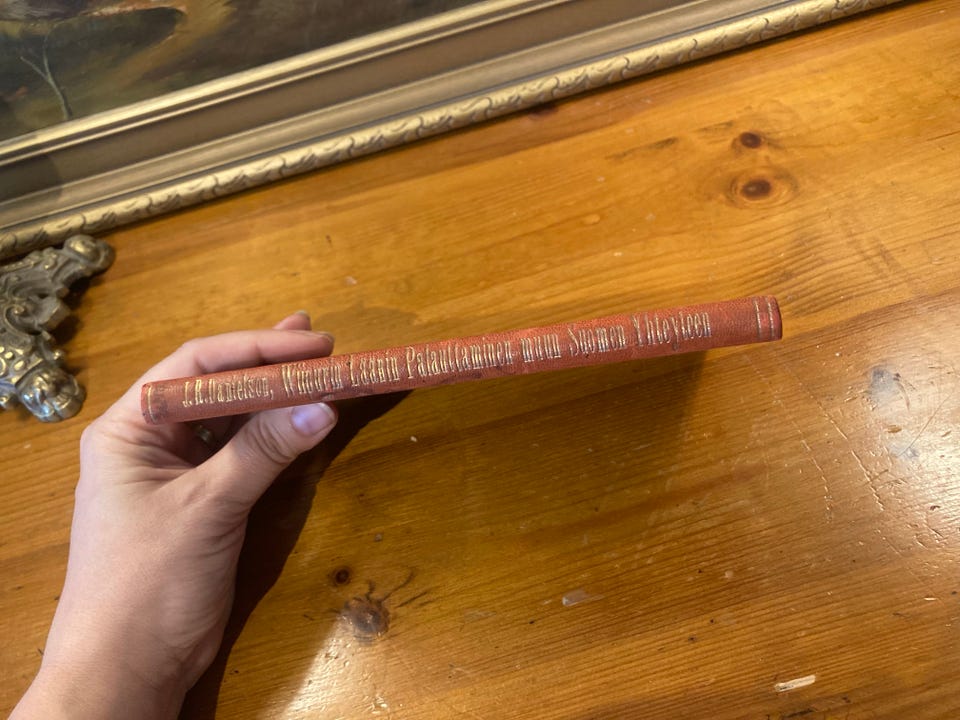 J.R.Danielson, Wiipurin Läänin Palauttaminen muun Suomen Yhteyteen